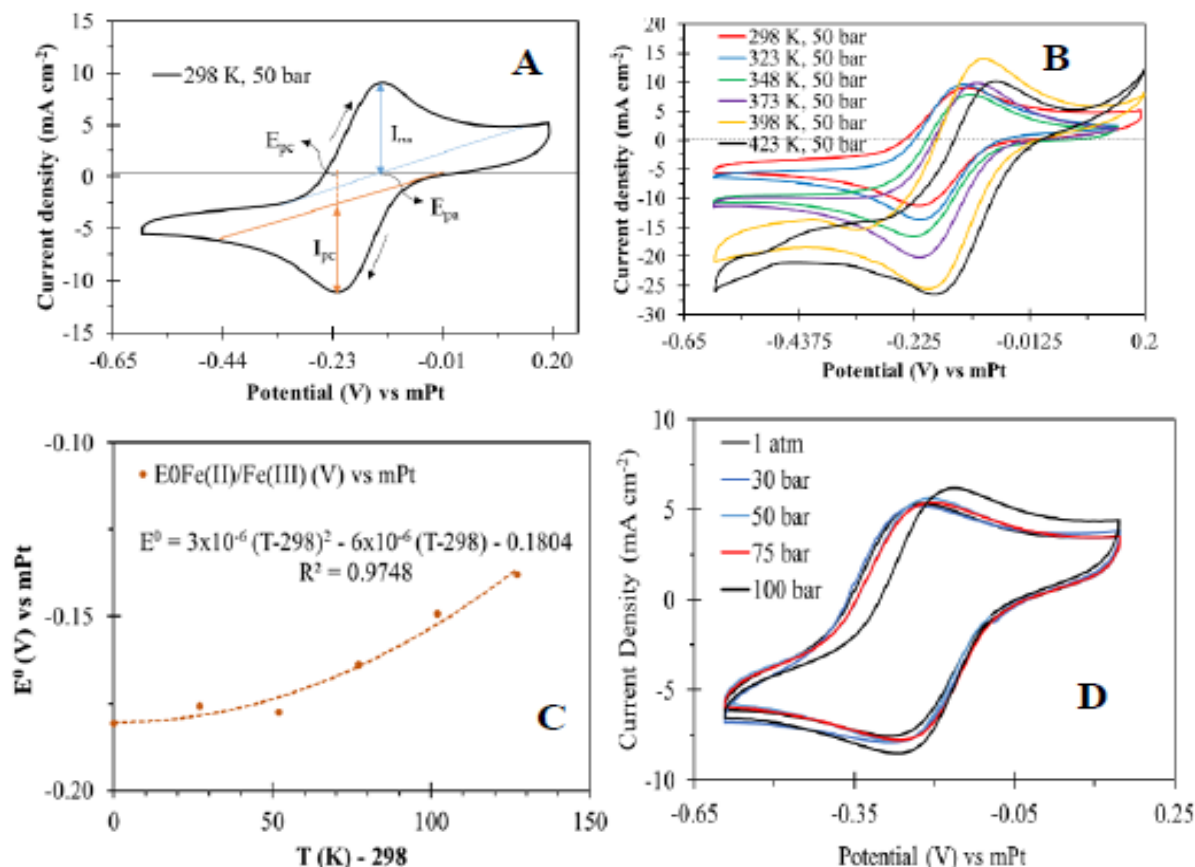 15
10
5
0
-5
-10
-15
Current density (mA cm⁻²)
298 K, 50 bar
A
Epc
Epa
Ipc
-0.65
-0.44
-0.23
-0.01
0.20
Potential (V) vs mPt
20
15
10
5
0
-5
-10
-15
-20
-25
-30
Current density (mA cm⁻²)
298 K, 50 bar
323 K, 50 bar
348 K, 50 bar
373 K, 50 bar
398 K, 50 bar
423 K, 50 bar
B
-0.65
-0.4375
-0.225
-0.0125
0.2
Potential (V) vs mPt
-0.10
-0.15
-0.20
E⁰ (V) vs mPt
E0Fe(II)/Fe(III) (V) vs mPt
E⁰ = 3x10⁻⁶ (T-298)² - 6x10⁻⁶ (T-298) - 0.1804
R² = 0.9748
C
0
50
100
150
T (K) - 298
10
5
0
-5
-10
Current Density (mA cm⁻²)
1 atm
30 bar
50 bar
75 bar
100 bar
D
-0.65
-0.35
-0.05
0.25
Potential (V) vs mPt